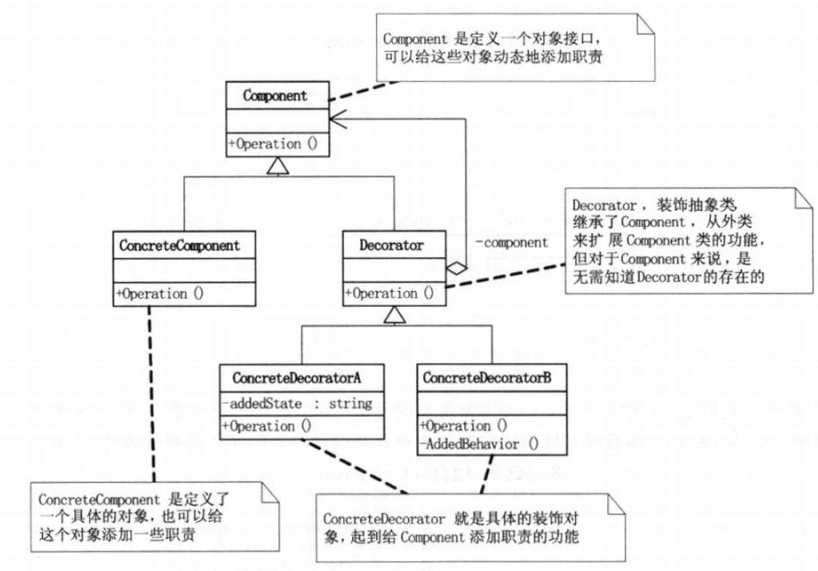 Component 是定义一个对象接口,
可以给这些对象动态地添加职责
Component
+Operation ()
Decorator , 装饰抽象类,
继承了Component , 从外类
来扩展Component 类的功能,
但对于Component 来说, 是
无需知道Decorator的存在的
ConcreteComponent
+Operation ()
Decorator
+Operation ()
-component
ConcreteDecoratorA
-addedState : string
+Operation ()
ConcreteDecoratorB
+Operation ()
-AddedBehavior ()
ConcreteComponent 是定义了
一个具体的对象, 也可以给
这个对象添加一些职责
ConcreteDecorator 就是具体的装饰对
象, 起到给 Component 添加职责的功能